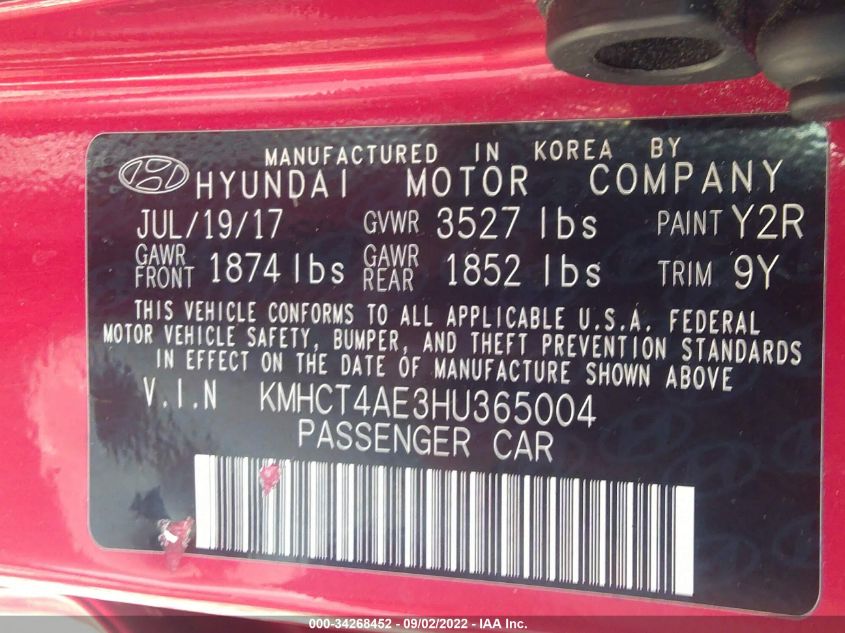 MANUFACTURED IN KOREA BY
HYUNDAI MOTOR COMPANY
JUL/19/17 GVWR 3527 lbs PAINT Y2R
GAWR FRONT 1874 lbs GAWR REAR 1852 lbs TRIM 9Y
THIS VEHICLE CONFORMS TO ALL APPLICABLE U.S.A. FEDERAL
MOTOR VEHICLE SAFETY, BUMPER, AND THEFT PREVENTION STANDARDS
IN EFFECT ON THE DATE OF MANUFACTURE SHOWN ABOVE
V.I.N KMHCT4AE3HU365004
PASSENGER CAR
000-34268452 - 09/02/2022 - IAA Inc.